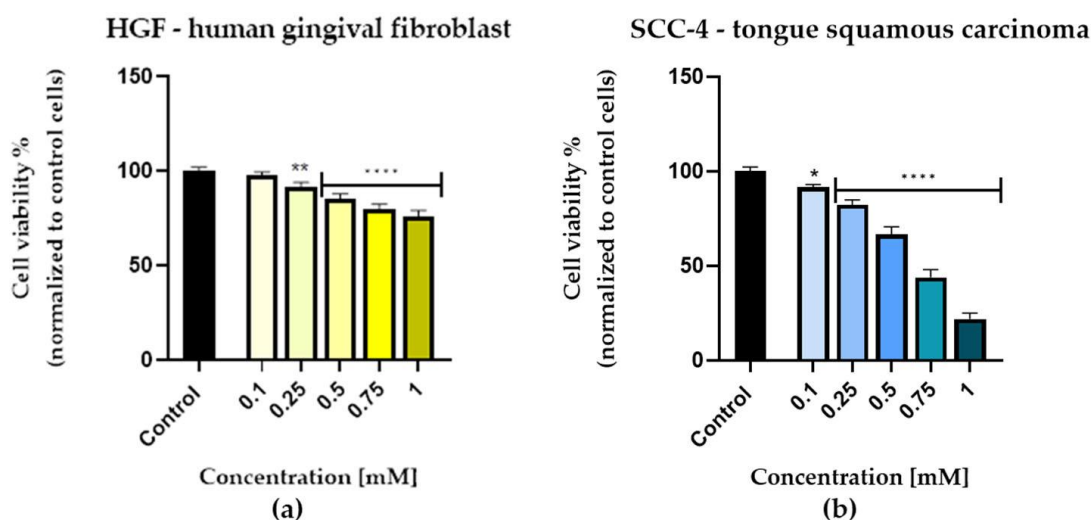 HGF - human gingival fibroblast
Cell viability %
(normalized to control cells)
150
100
50
0
**
****
Control
0.1
0.25
0.5
0.75
1
Concentration [mM]
(a)
SCC-4 - tongue squamous carcinoma
Cell viability %
(normalized to control cells)
150
100
50
0
*
****
Control
0.1
0.25
0.5
0.75
1
Concentration [mM]
(b)